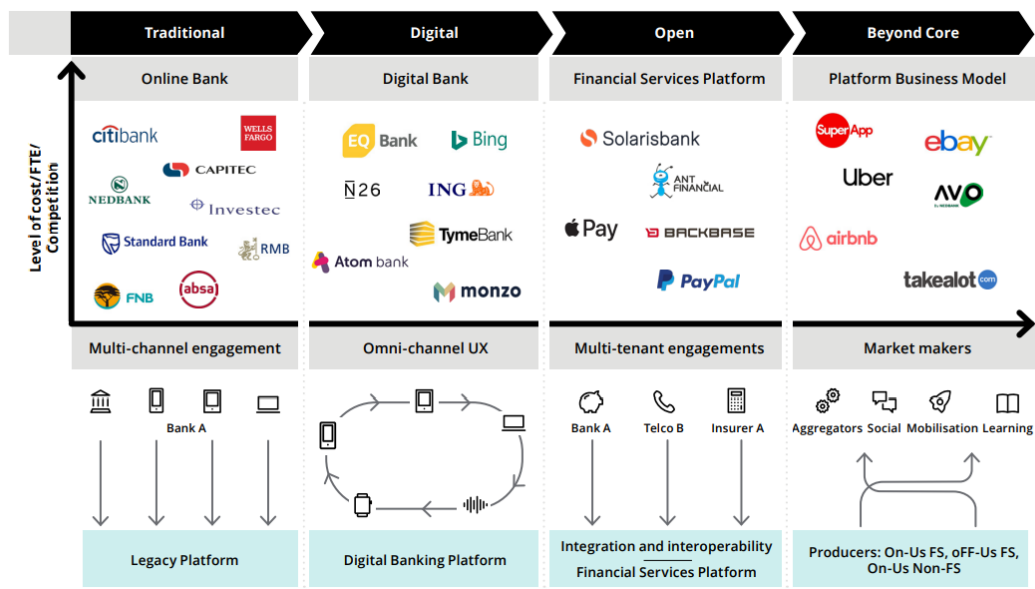 Traditional
Digital
Open
Beyond Core
Online Bank
Digital Bank
Financial Services Platform
Platform Business Model
Level of cost/FTE/
Competition
citibank
WELLS
FARGO
CAPITEC
NEDBANK
Investec
Standard Bank
RMB
FNB
absa
EQ Bank
Bing
N26
ING
TymeBank
Atom bank
monzo
Solarisbank
ANT
FINANCIAL
Pay
BACKBASE
PayPal
SuperApp
ebay
Uber
AVO
airbnb
takealot.com
Multi-channel engagement
Omni-channel UX
Multi-tenant engagements
Market makers
Bank A
Bank A
Telco B
Insurer A
Aggregators
Social
Mobilisation
Learning
Legacy Platform
Digital Banking Platform
Integration and interoperability
Financial Services Platform
Producers: On-Us FS, oFF-Us FS,
On-Us Non-FS